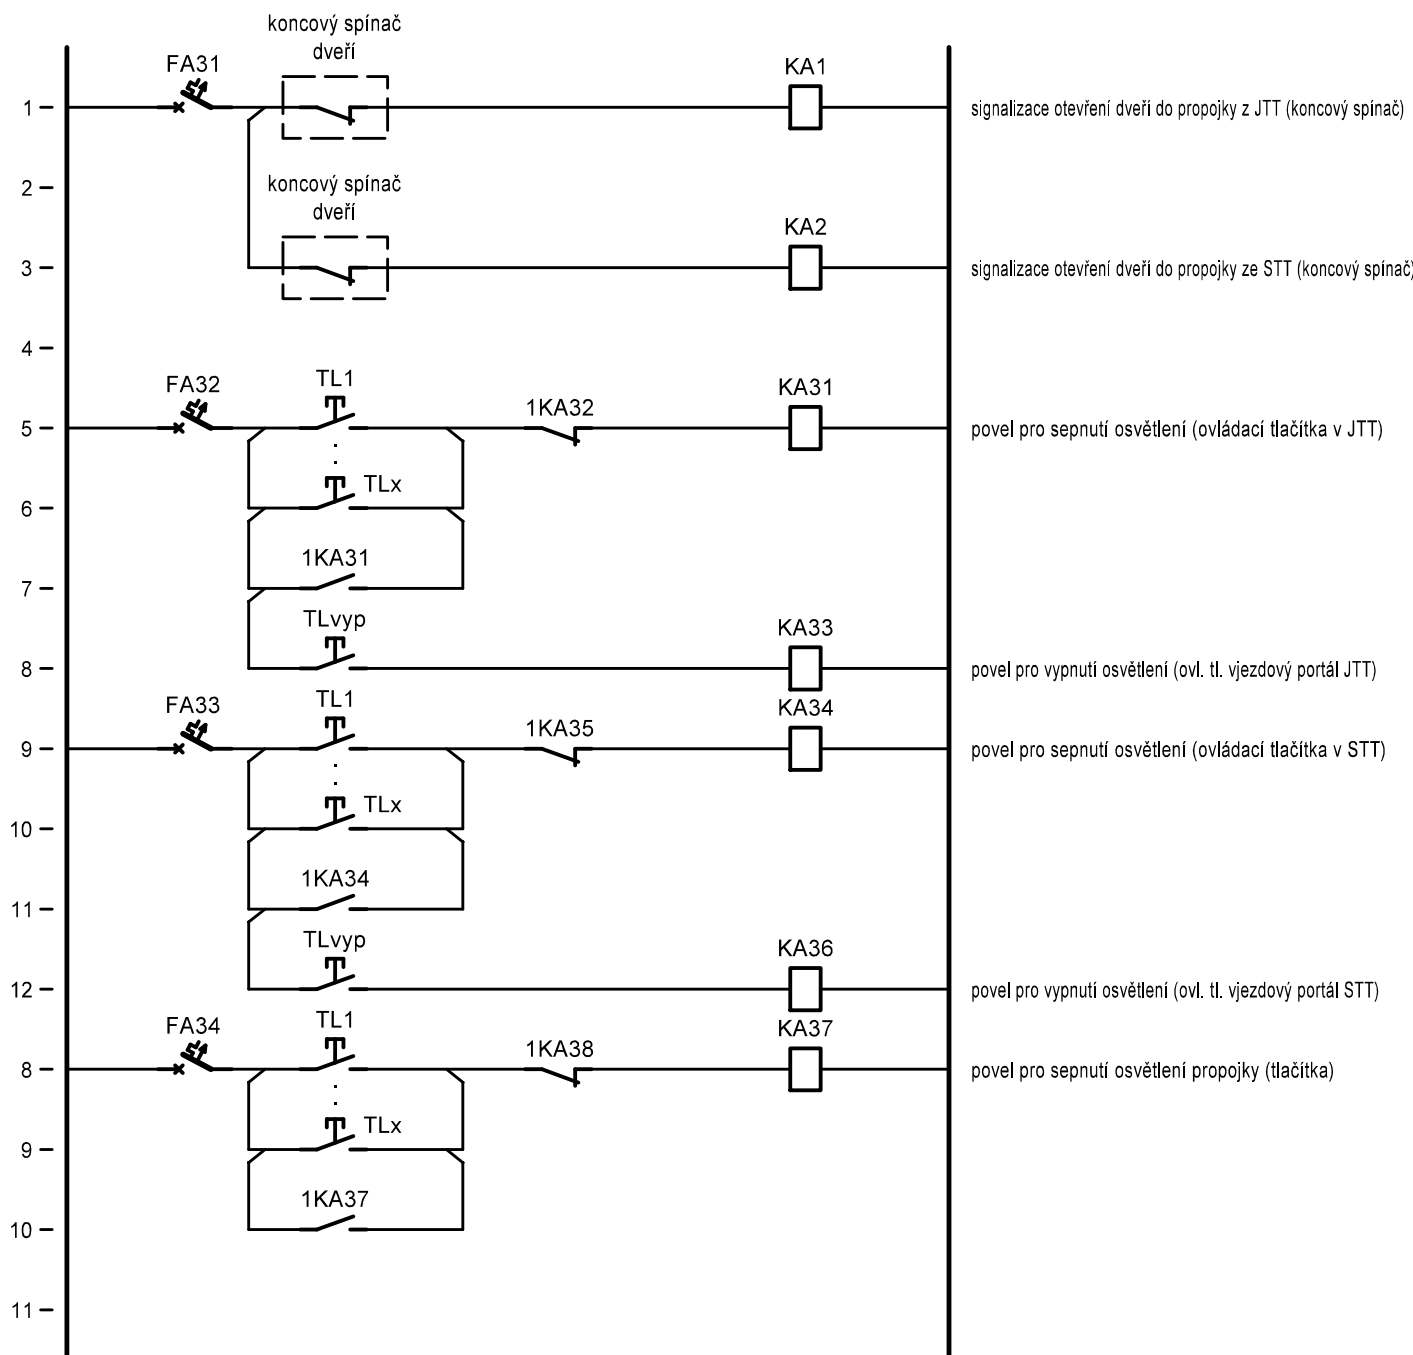 koncový spínač
dveří
FA31
KA1
1
signalizace otevření dveří do propojky z JTT (koncový spínač)
2
koncový spínač
dveří
KA2
3
signalizace otevření dveří do propojky ze STT (koncový spínač)
4
FA32
TL1
1KA32
KA31
5
povel pro sepnutí osvětlení (ovládací tlačítka v JTT)
TLx
6
1KA31
7
TLvyp
KA33
8
povel pro vypnutí osvětlení (ovl. tl. vjezdový portál JTT)
FA33
TL1
1KA35
KA34
9
povel pro sepnutí osvětlení (ovládací tlačítka v STT)
TLx
10
1KA34
11
TLvyp
KA36
12
povel pro vypnutí osvětlení (ovl. tl. vjezdový portál STT)
FA34
TL1
1KA38
KA37
8
povel pro sepnutí osvětlení propojky (tlačítka)
TLx
9
1KA37
10
11